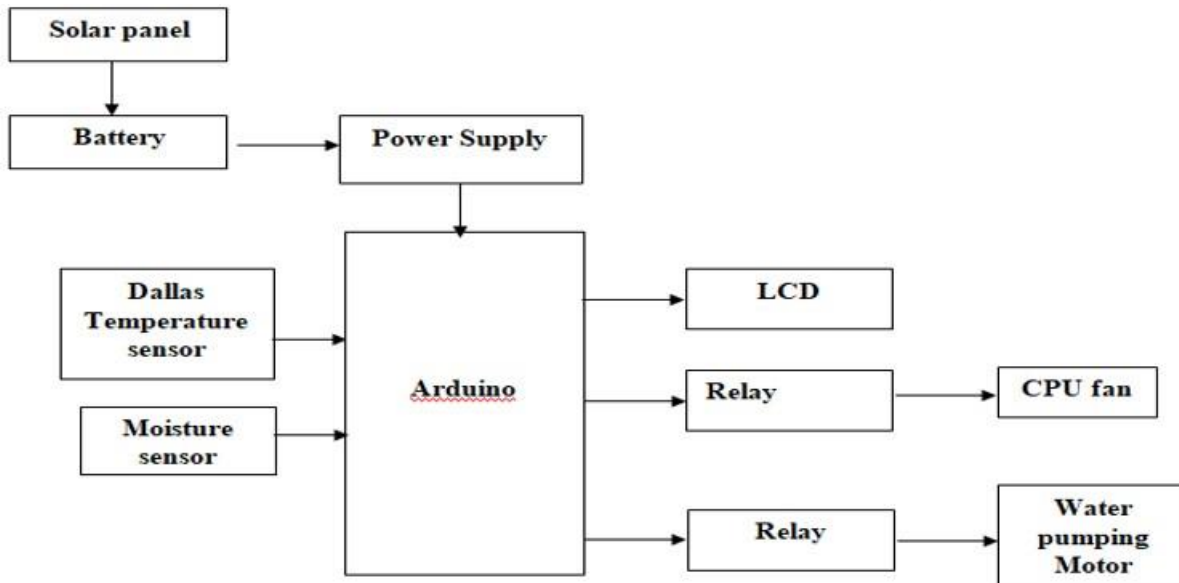 Solar panel
Battery
Power Supply
Dallas
Temperature
sensor
LCD
Arduino
Relay
CPU fan
Moisture
sensor
Relay
Water
pumping
Motor